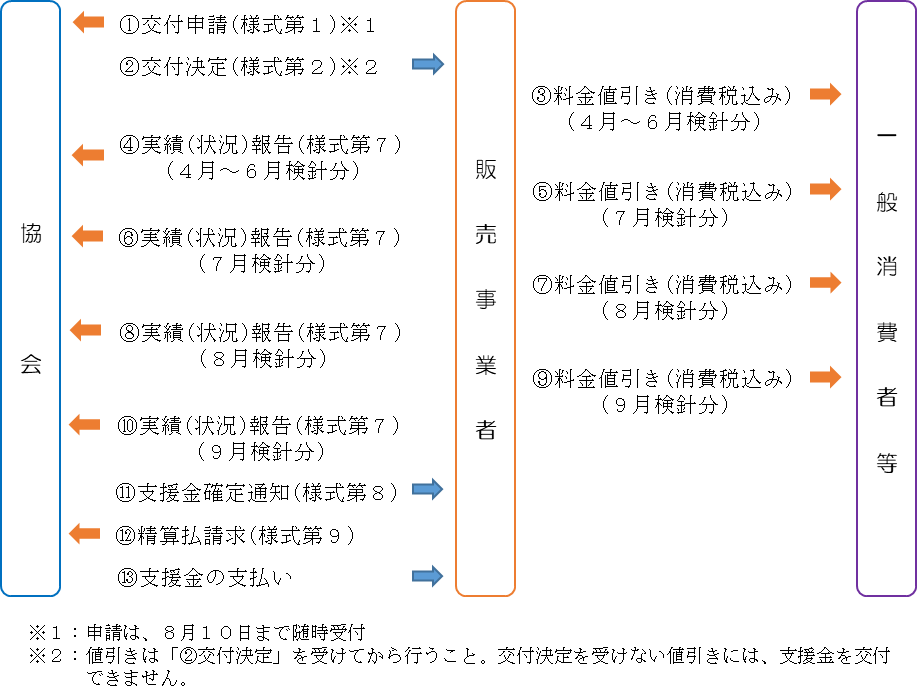 ①交付申請(様式第１)※１
②交付決定(様式第２)※２
③料金値引き(消費税込み)
(４月～６月検針分)
④実績(状況)報告(様式第７)
(４月～６月検針分)
⑤料金値引き(消費税込み)
(７月検針分)
⑥実績(状況)報告(様式第７)
(７月検針分)
⑦料金値引き(消費税込み)
(８月検針分)
⑧実績(状況)報告(様式第７)
(８月検針分)
⑨料金値引き(消費税込み)
(９月検針分)
⑩実績(状況)報告(様式第７)
(９月検針分)
⑪支援金確定通知(様式第８)
⑫精算払請求(様式第９)
⑬支援金の支払い
協会
販売事業者
一般消費者等
※１：申請は、８月１０日まで随時受付
※２：値引きは「②交付決定」を受けてから行うこと。交付決定を受けない値引きには、支援金を交付
できません。